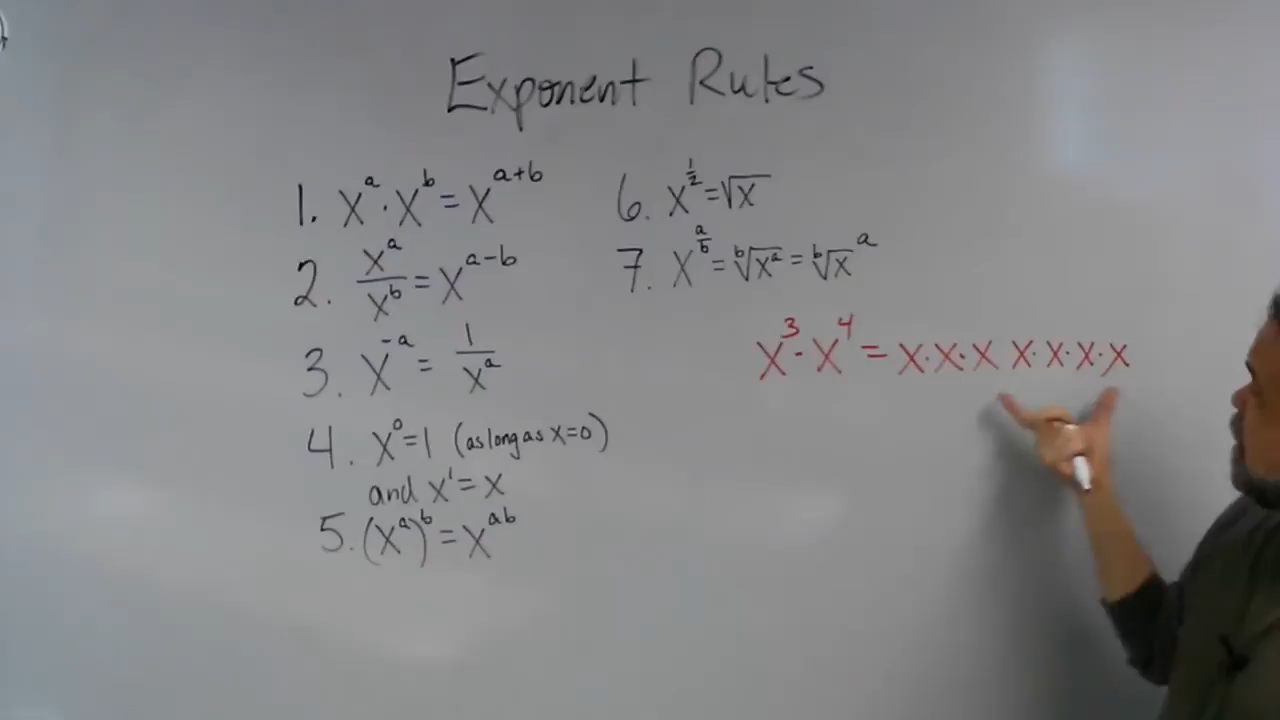 Exponent Rules
1. x^a · x^b = x^(a+b)
2. x^a / x^b = x^(a-b)
3. x^(-a) = 1 / x^a
4. x^0 = 1 (as long as x=0)
and x^1 = x
5. (x^a)^b = x^(ab)
6. x^(1/2) = √x
7. x^(a/b) = ᵇ√(x^a) = ᵇ√x^a
x^3 · x^4 = x·x·x x·x·x·x